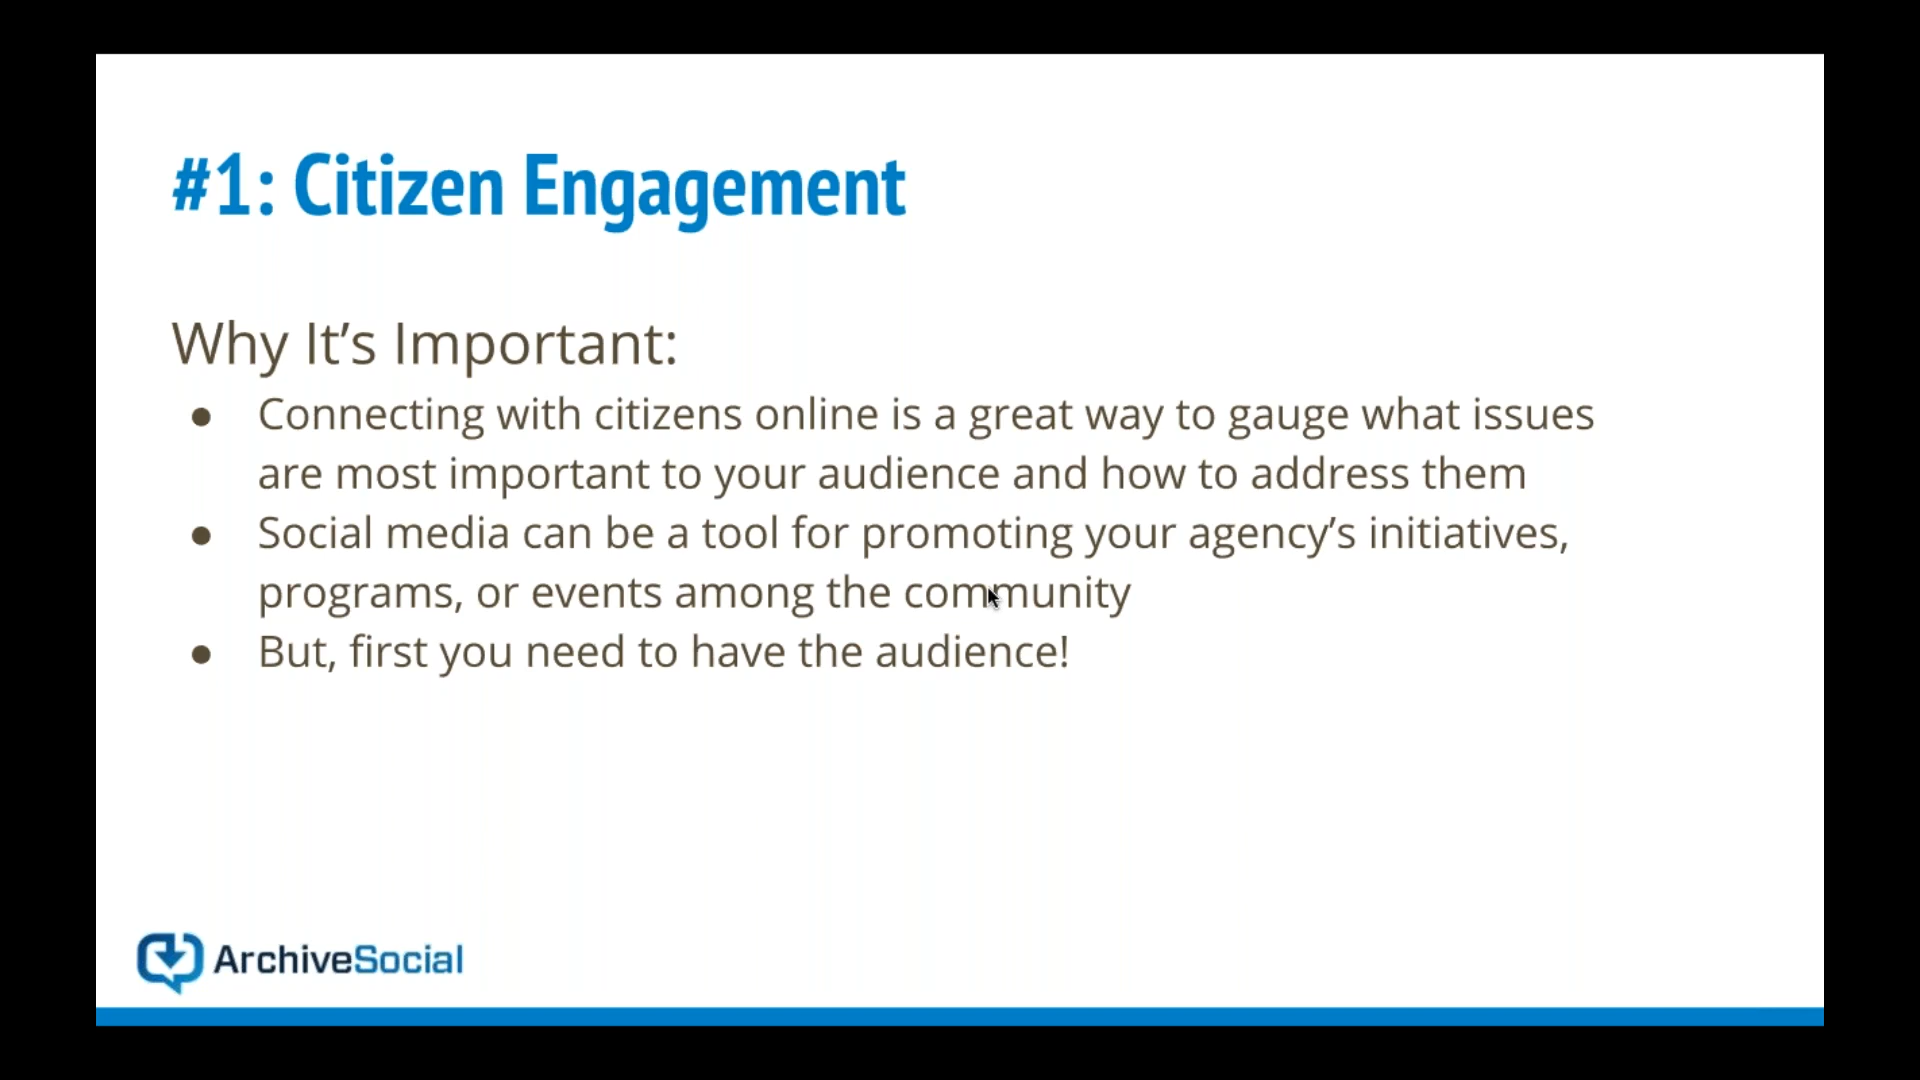 #1: Citizen Engagement
Why It’s Important:
● Connecting with citizens online is a great way to gauge what issues
are most important to your audience and how to address them
● Social media can be a tool for promoting your agency’s initiatives,
programs, or events among the community
● But, first you need to have the audience!
ArchiveSocial